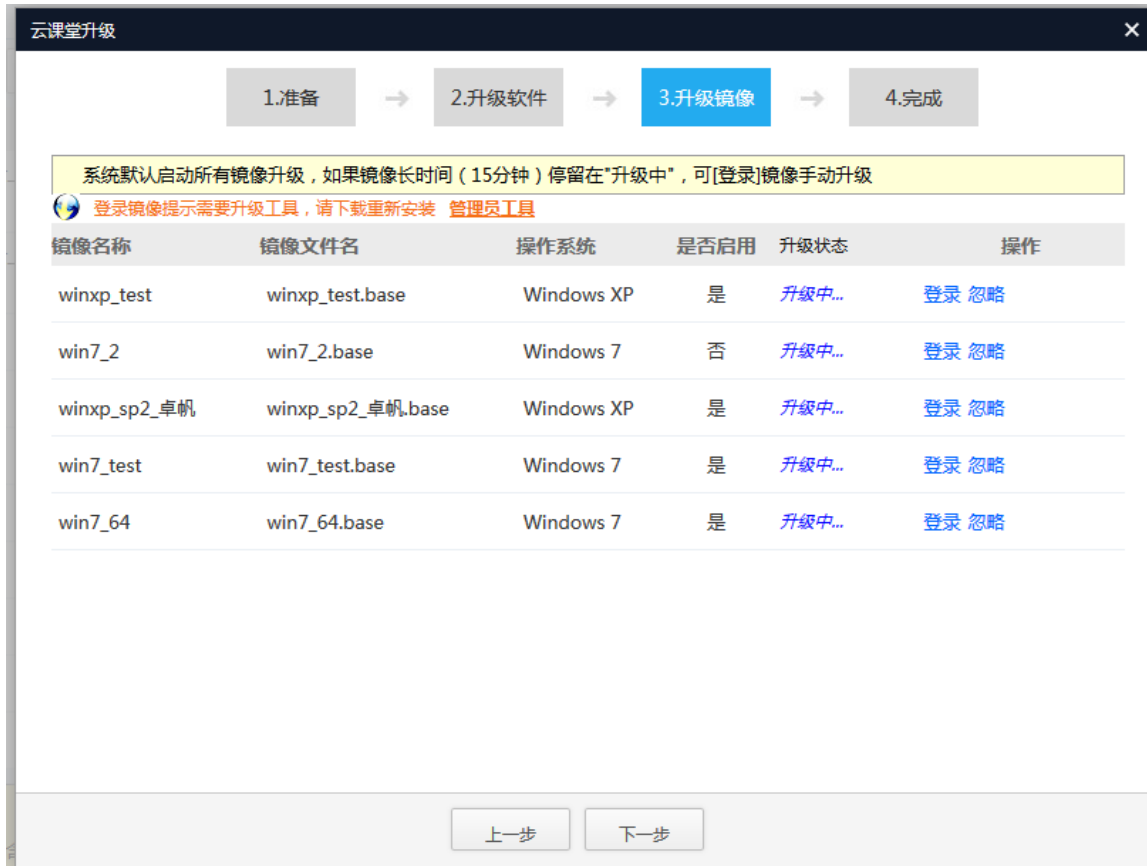 云课堂升级
1.准备 2.升级软件 3.升级镜像 4.完成
系统默认启动所有镜像升级，如果镜像长时间（15分钟）停留在"升级中"，可[登录]镜像手动升级
登录镜像提示需要升级工具，请下载重新安装 管理员工具
镜像名称 镜像文件名 操作系统 是否启用 升级状态 操作
winxp_test winxp_test.base Windows XP 是 升级中... 登录 忽略
win7_2 win7_2.base Windows 7 否 升级中... 登录 忽略
winxp_sp2_卓帆 winxp_sp2_卓帆.base Windows XP 是 升级中... 登录 忽略
win7_test win7_test.base Windows 7 是 升级中... 登录 忽略
win7_64 win7_64.base Windows 7 是 升级中... 登录 忽略
上一步 下一步